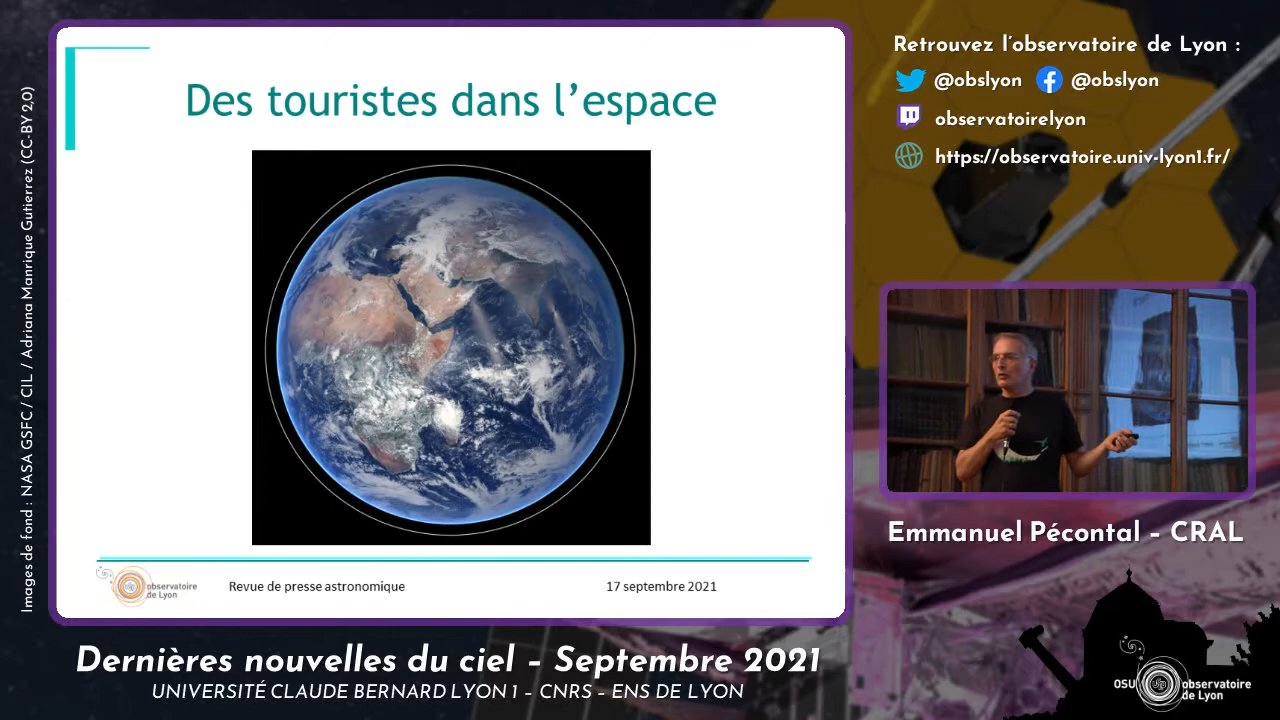 Images de fond : NASA GSFC / CIL / Adriana Manrique Gutierrez (CC-BY 2,0)
Des touristes dans l'espace
observatoire
de Lyon
Revue de presse astronomique
17 septembre 2021
Dernières nouvelles du ciel – Septembre 2021
UNIVERSITÉ CLAUDE BERNARD LYON 1 – CNRS – ENS DE LYON
Retrouvez l'observatoire de Lyon :
@obslyon @obslyon
observatoirelyon
https://observatoire.univ-lyon1.fr/
Emmanuel Pécontal – CRAL
OSU observatoire
de Lyon